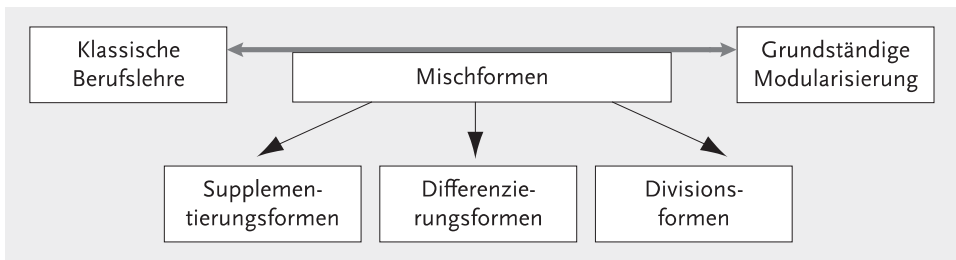 Klassische
Berufslehre
Mischformen
Grundständige
Modularisierung
Supplemen-
tierungsformen
Differenzie-
rungsformen
Divisions-
formen